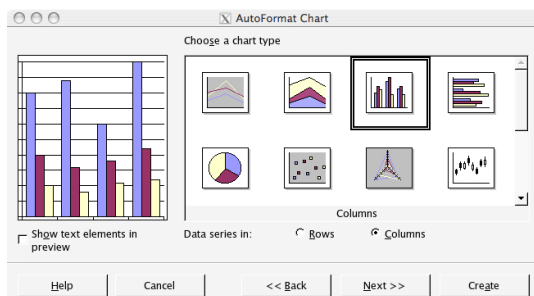 AutoFormat Chart
Choose a chart type
Columns
Show text elements in
preview
Data series in: Rows Columns
Help Cancel << Back Next >> Create